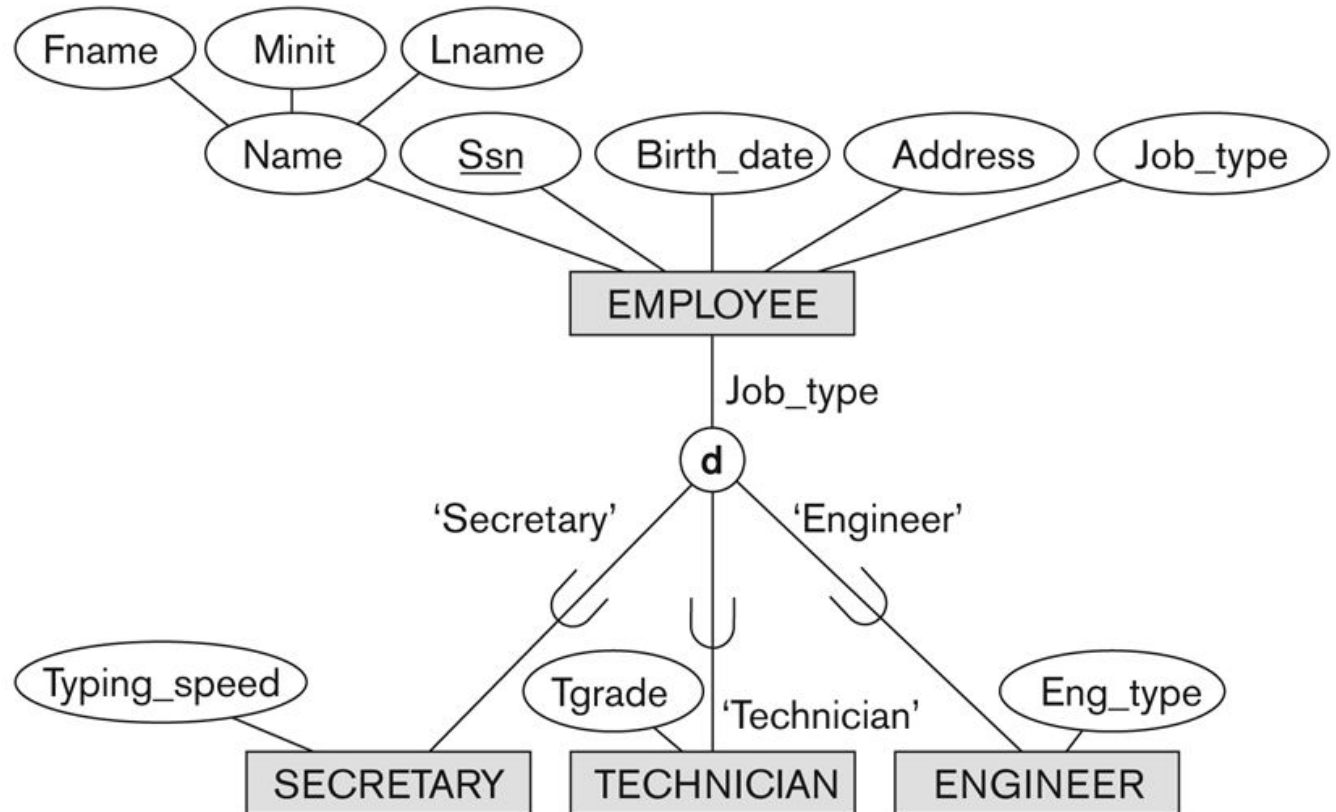 Fname Minit Lname
Name Ssn Birth_date Address Job_type
EMPLOYEE
Job_type
d
‘Secretary’ ‘Engineer’
Typing_speed Tgrade Eng_type
‘Technician’
SECRETARY TECHNICIAN ENGINEER